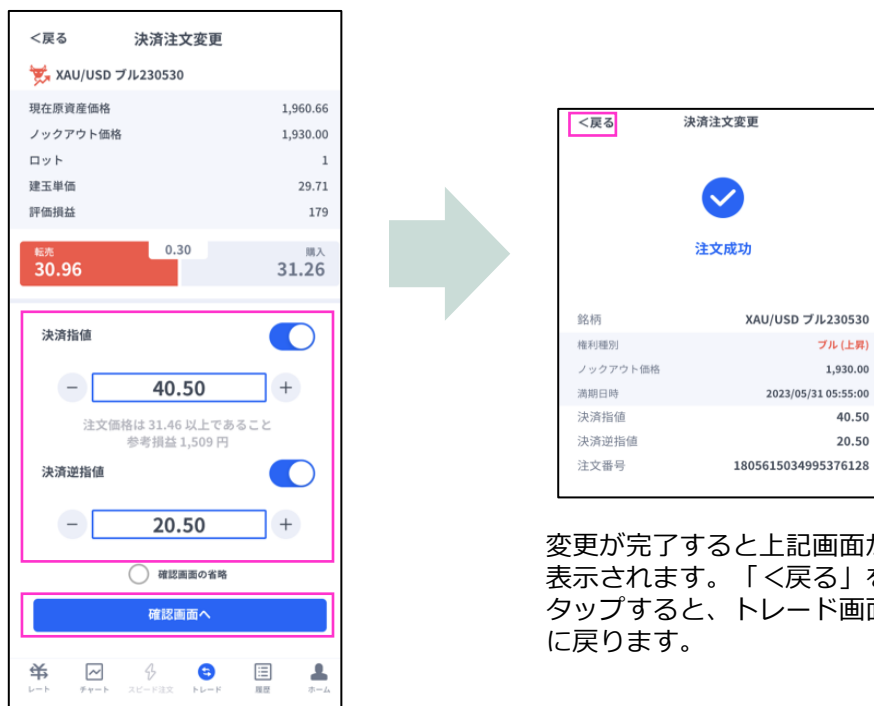 ＜戻る 決済注文変更
XAU/USD ブル230530
現在原資産価格 1,960.66
ノックアウト価格 1,930.00
ロット 1
建玉単価 29.71
評価損益 179
転売 0.30 購入
30.96 31.26
決済指値
− 40.50 +
注文価格は 31.46 以上であること
参考損益 1,509 円
決済逆指値
− 20.50 +
確認画面の省略
確認画面へ
レート チャート スピード注文 トレード 履歴 ホーム
＜戻る 決済注文変更
注文成功
銘柄 XAU/USD ブル230530
権利種別 ブル (上昇)
ノックアウト価格 1,930.00
満期日時 2023/05/31 05:55:00
決済指値 40.50
決済逆指値 20.50
注文番号 1805615034995376128
変更が完了すると上記画面が
表示されます。「＜戻る」を
タップすると、トレード画面
に戻ります。